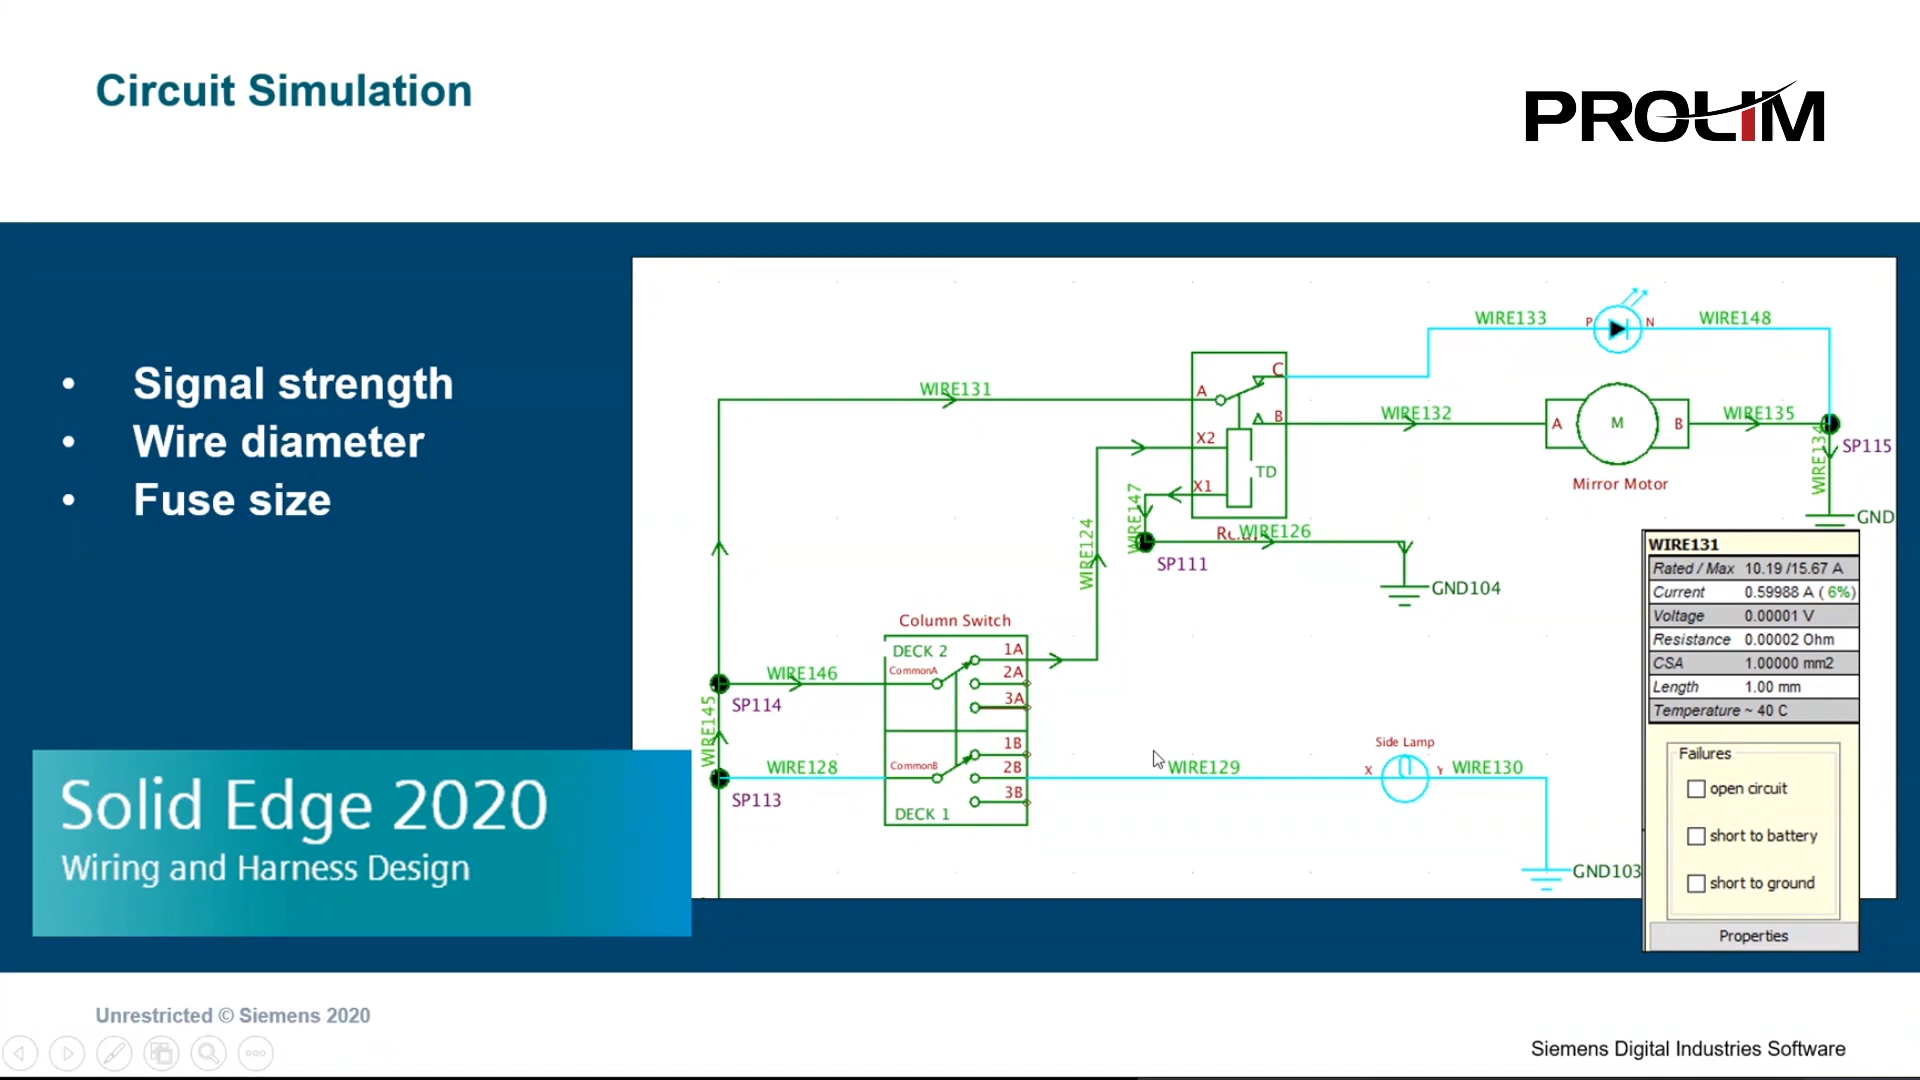 Circuit Simulation
PROLIM
• Signal strength
• Wire diameter
• Fuse size
Solid Edge 2020
Wiring and Harness Design
WIRE133
P
N
WIRE148
WIRE131
A
C
B
X2
TD
X1
WIRE132
A
M
B
WIRE135
Mirror Motor
SP115
WIRE134
GND
WIRE147
WIRE126
SP111
GND104
WIRE124
Column Switch
DECK 2
CommonA
1A
2A
3A
WIRE146
SP114
WIRE145
1B
CommonB
2B
3B
DECK 1
WIRE128
SP113
WIRE129
Side Lamp
X
Y
WIRE130
GND103
WIRE131
Rated / Max 10.19 /15.67 A
Current 0.59988 A ( 6%)
Voltage 0.00001 V
Resistance 0.00002 Ohm
CSA 1.00000 mm2
Length 1.00 mm
Temperature ~ 40 C
Failures
open circuit
short to battery
short to ground
Properties
Unrestricted © Siemens 2020
Siemens Digital Industries Software